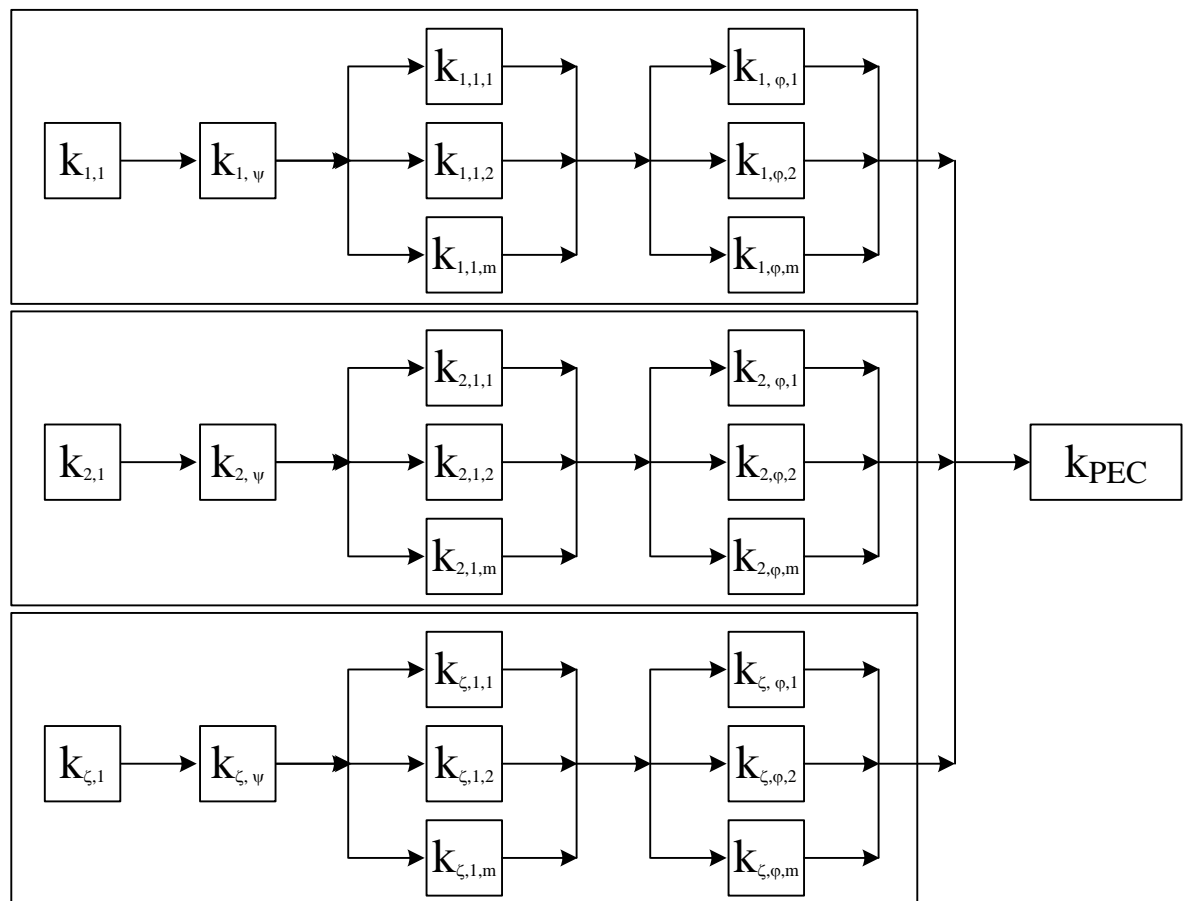 k1,1,1
k1, φ,1
k1,1
k1, ψ
k1,1,2
k1,φ,2
k1,1,m
k1,φ,m
k2,1,1
k2, φ,1
k2,1
k2, ψ
k2,1,2
k2,φ,2
kPEC
k2,1,m
k2,φ,m
kζ,1,1
kζ, φ,1
kζ,1
kζ, ψ
kζ,1,2
kζ,φ,2
kζ,1,m
kζ,φ,m